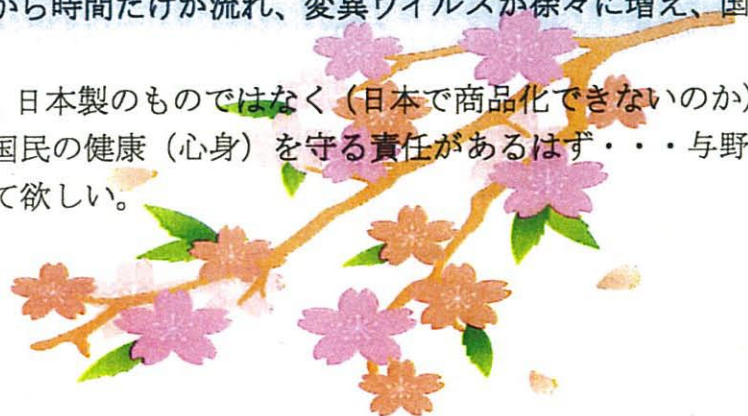 から時間だけが流れ、変異ウイルスが徐々に増え、国
日本製のものではなく（日本で商品化できないのか）
国民の健康（心身）を守る責任があるはず・・・与野
て欲しい。